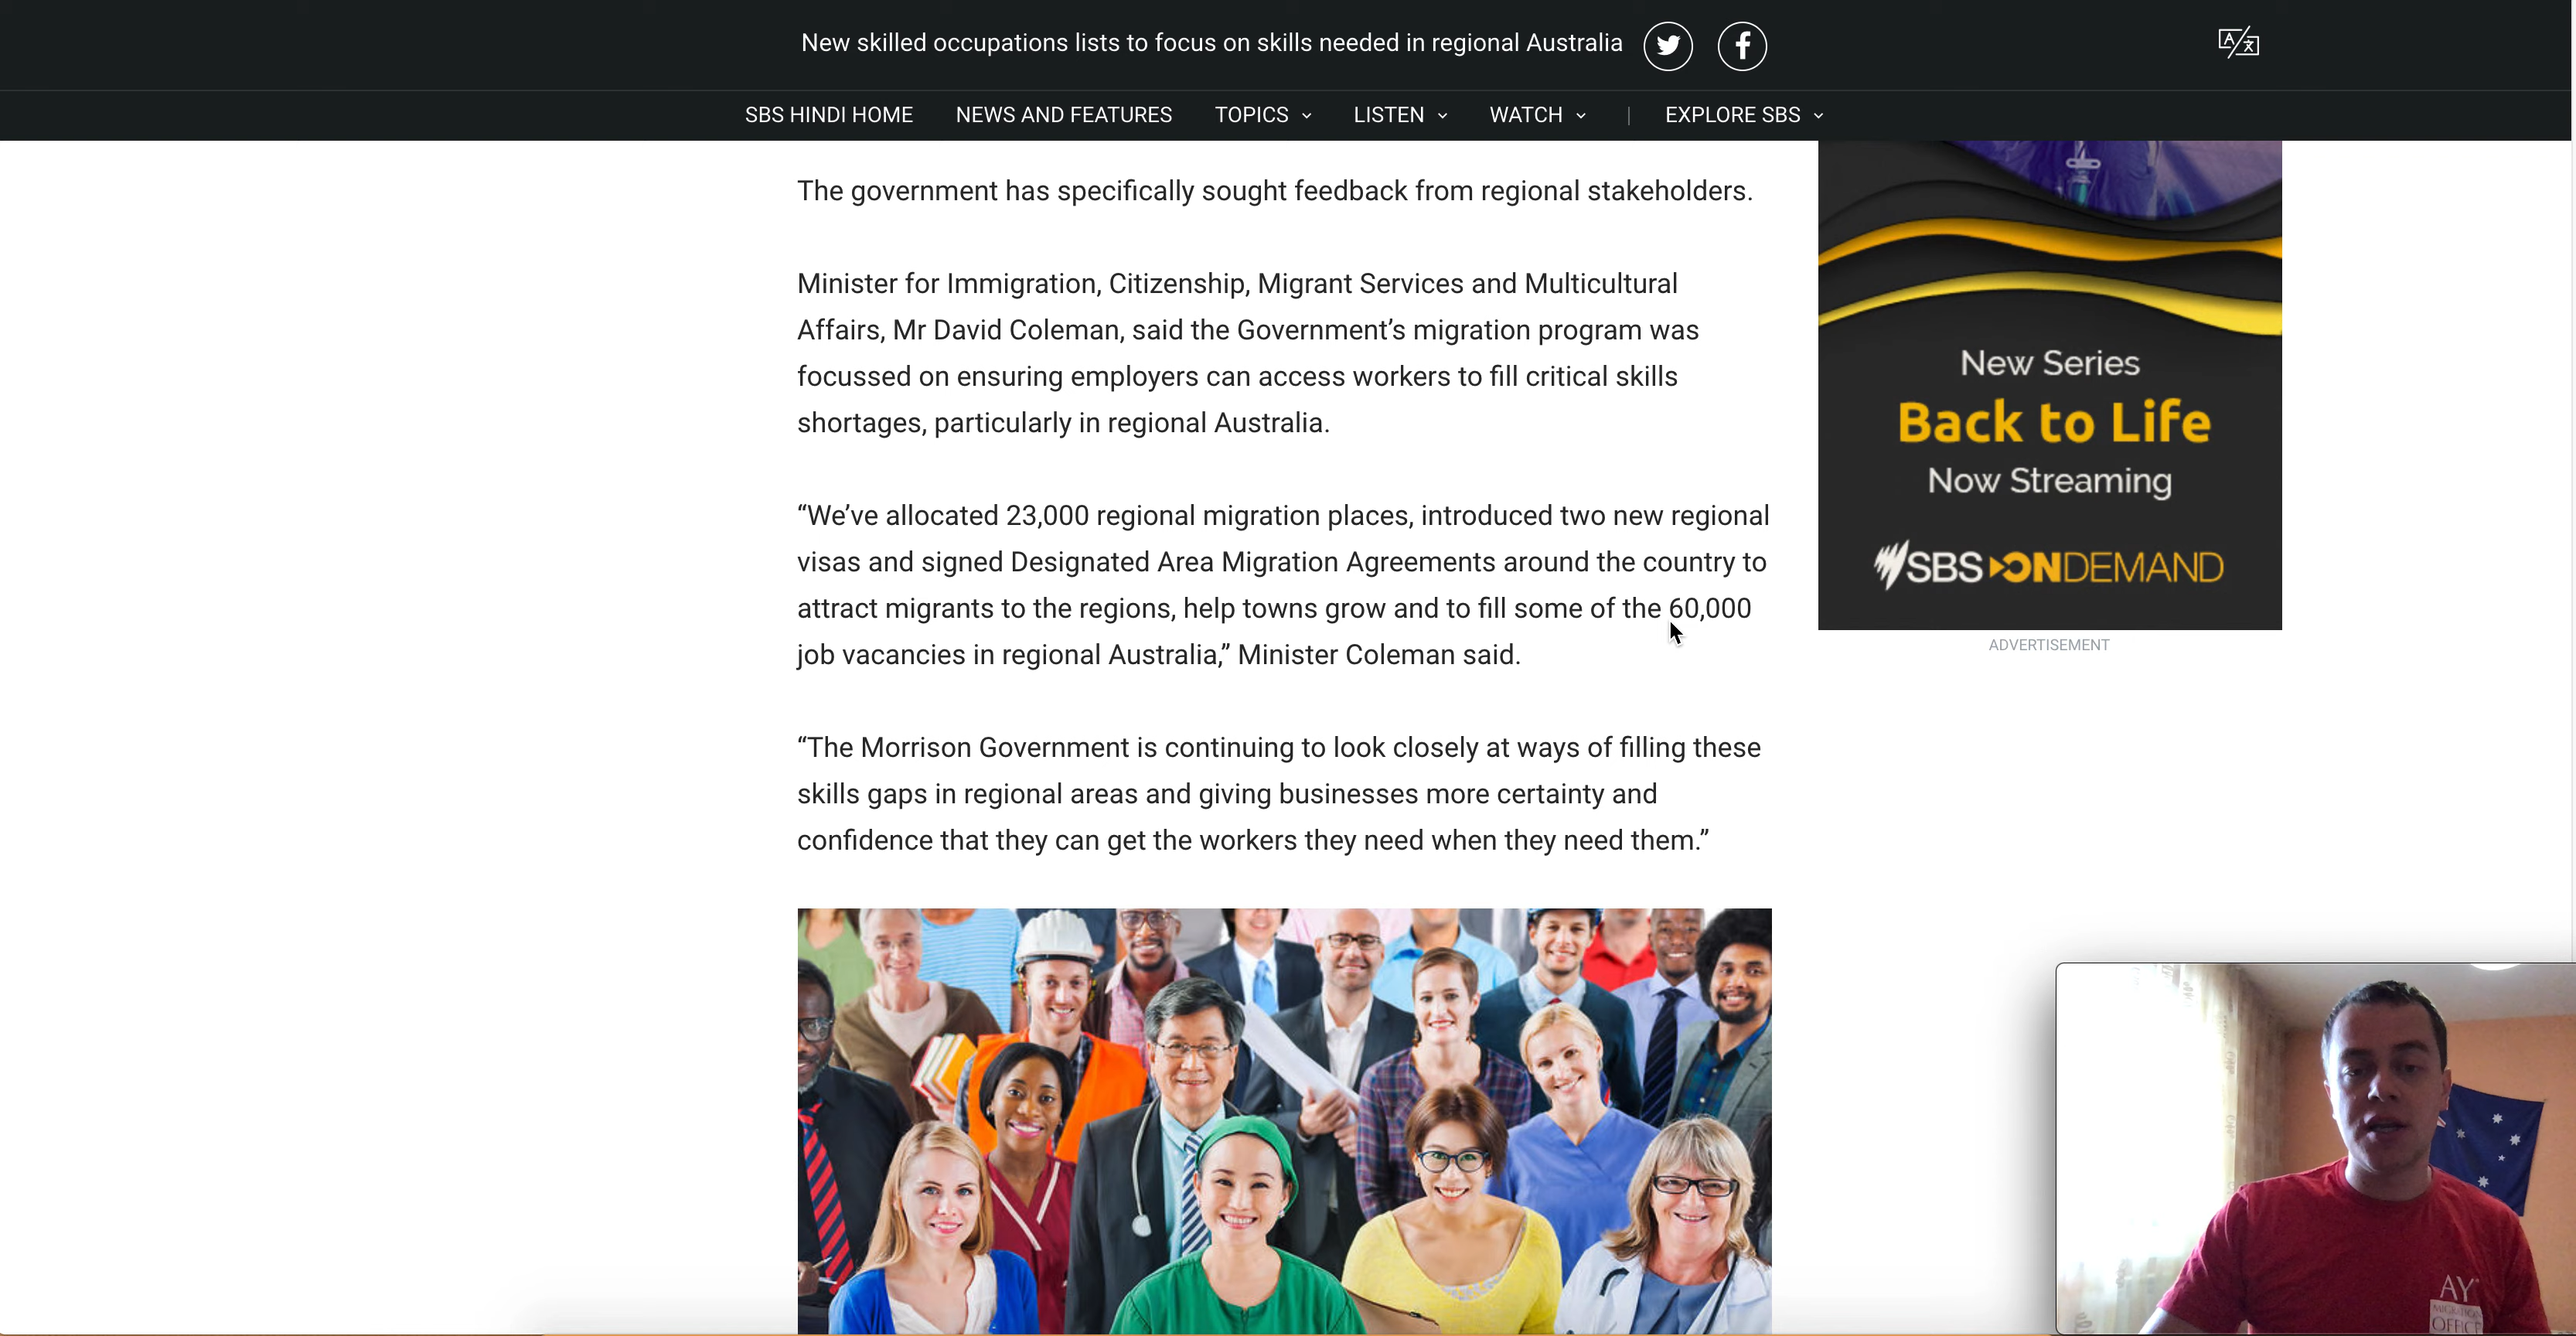 New skilled occupations lists to focus on skills needed in regional Australia
SBS HINDI HOME NEWS AND FEATURES TOPICS LISTEN WATCH | EXPLORE SBS
The government has specifically sought feedback from regional stakeholders.
Minister for Immigration, Citizenship, Migrant Services and Multicultural
Affairs, Mr David Coleman, said the Government’s migration program was
focussed on ensuring employers can access workers to fill critical skills
shortages, particularly in regional Australia.
“We’ve allocated 23,000 regional migration places, introduced two new regional
visas and signed Designated Area Migration Agreements around the country to
attract migrants to the regions, help towns grow and to fill some of the 60,000
job vacancies in regional Australia,” Minister Coleman said.
“The Morrison Government is continuing to look closely at ways of filling these
skills gaps in regional areas and giving businesses more certainty and
confidence that they can get the workers they need when they need them.”
New Series
Back to Life
Now Streaming
SBS ONDEMAND
ADVERTISEMENT
AY
OFFICE